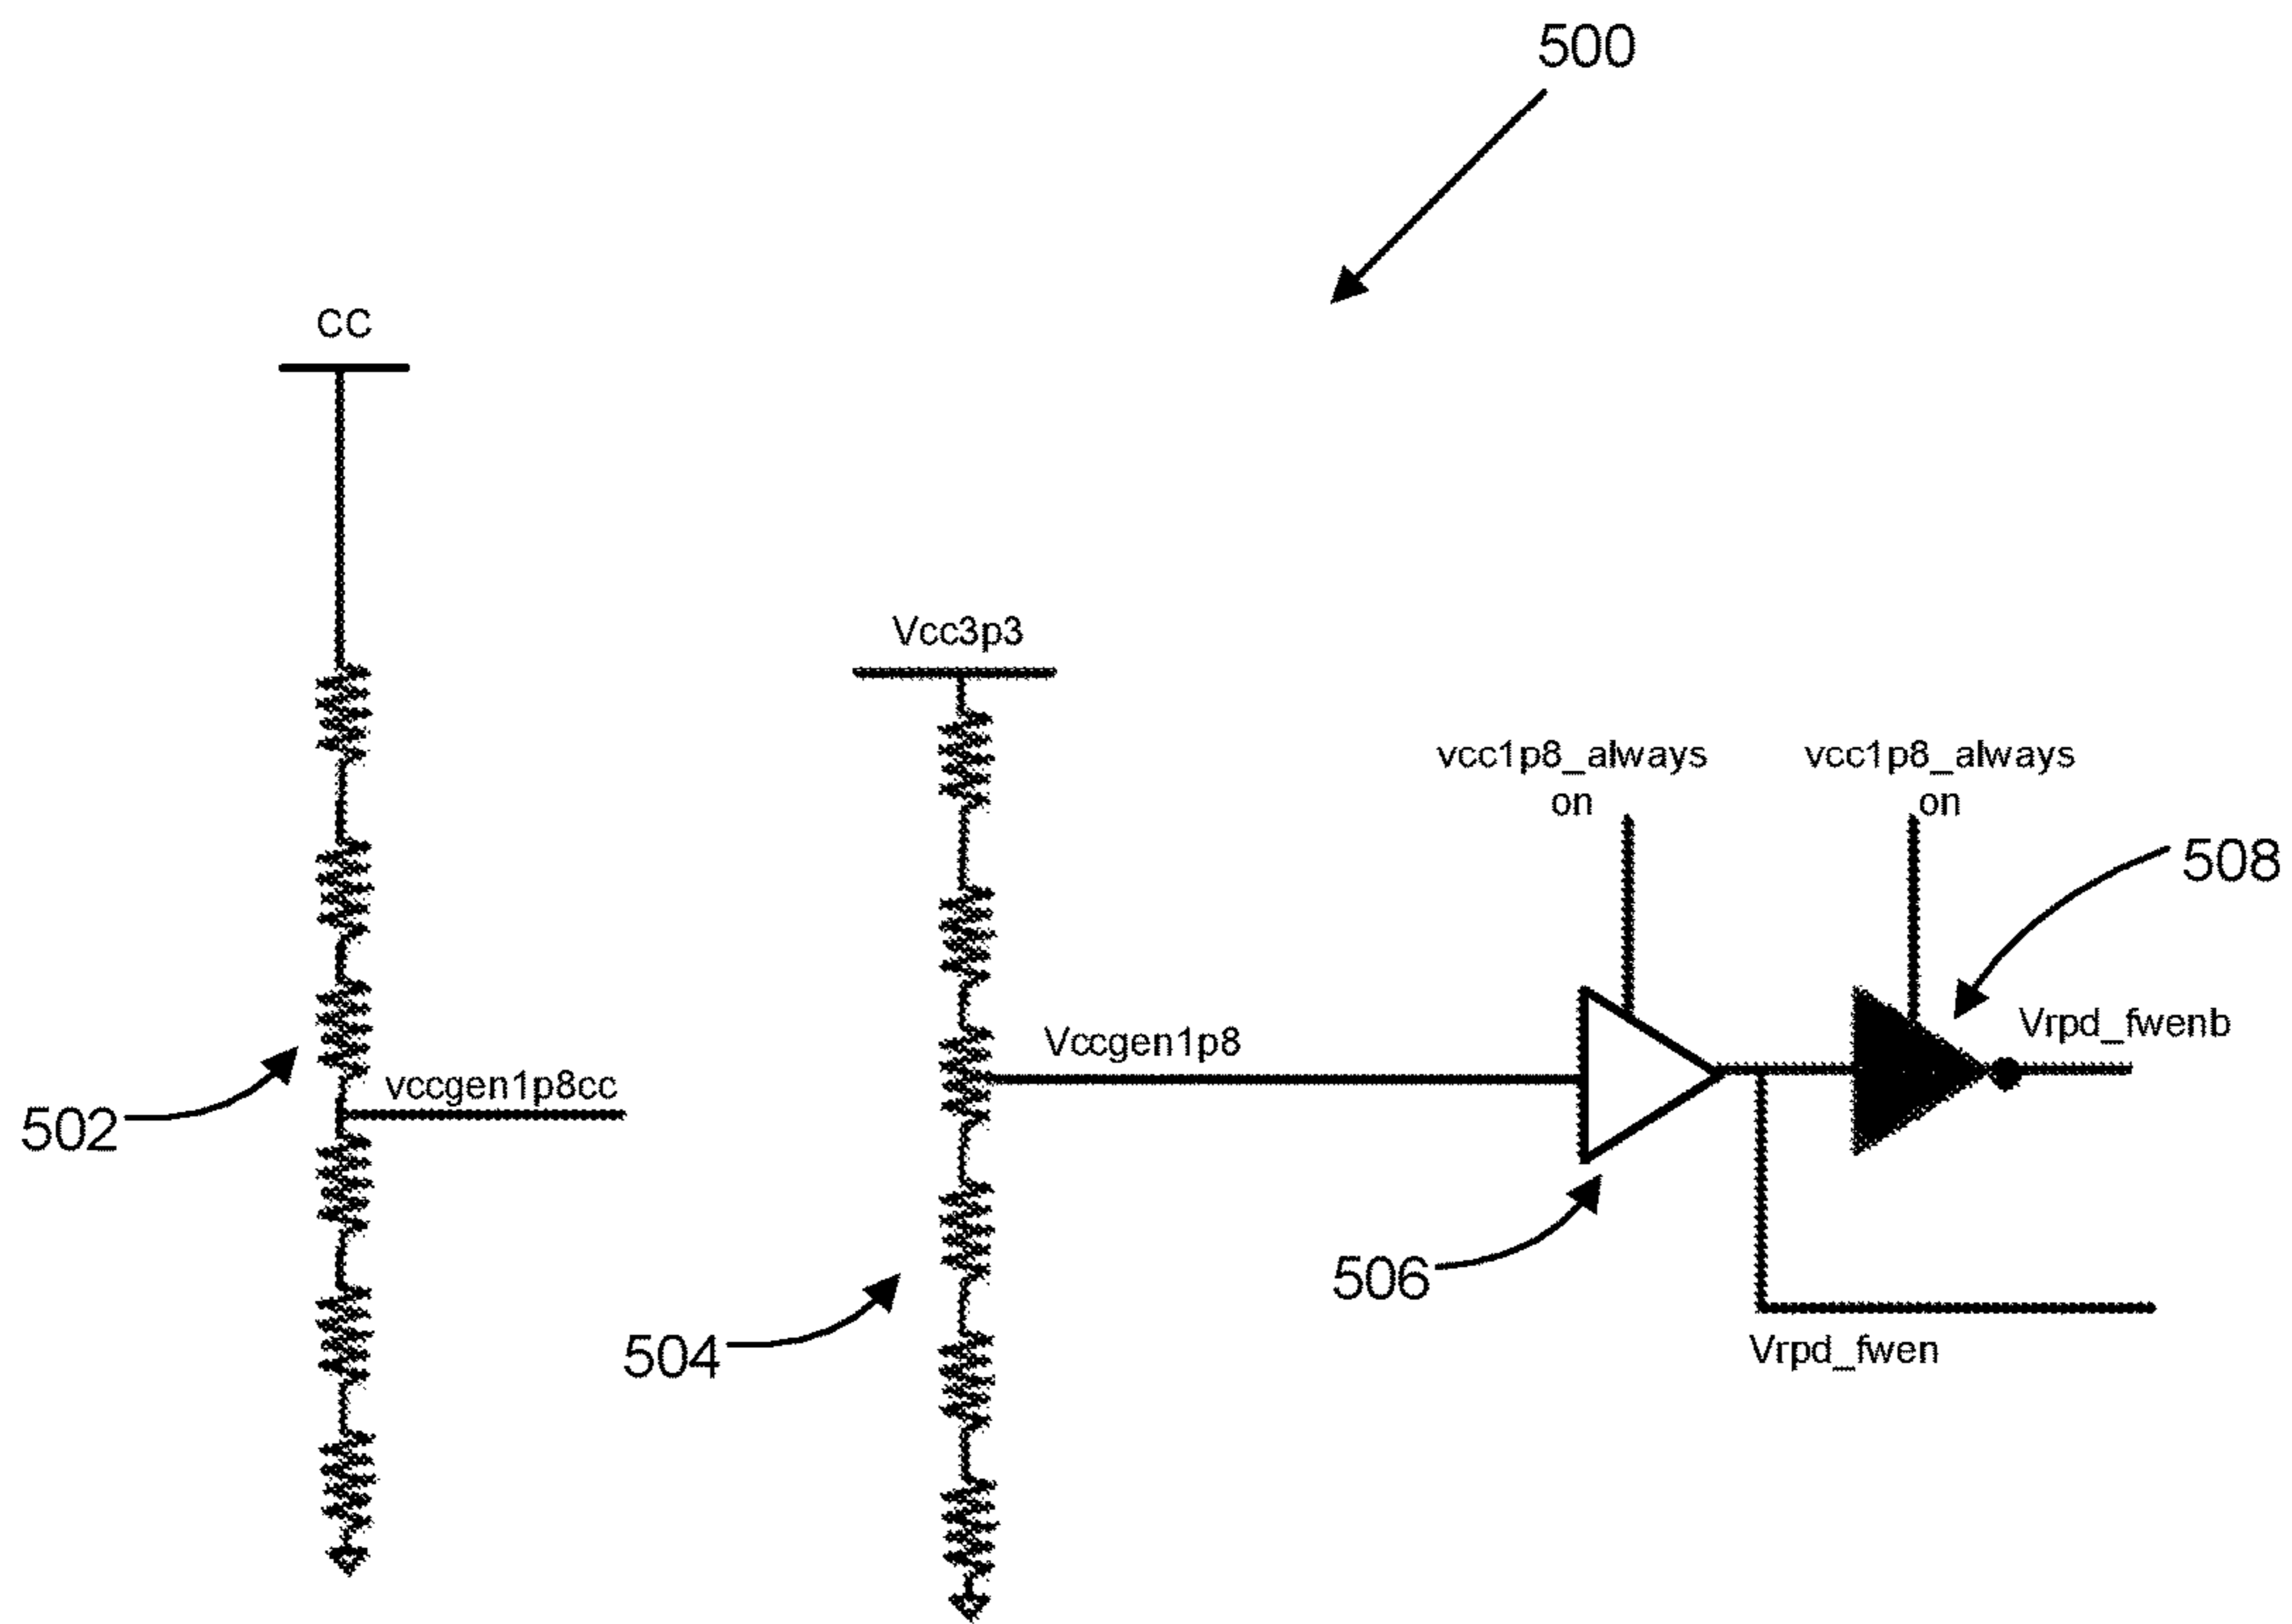 500
CC
Vcc3p3
vcc1p8_always
on
vcc1p8_always
on
508
Vrpd_fwenb
Vccgen1p8
vccgen1p8cc
502
506
504
Vrpd_fwen